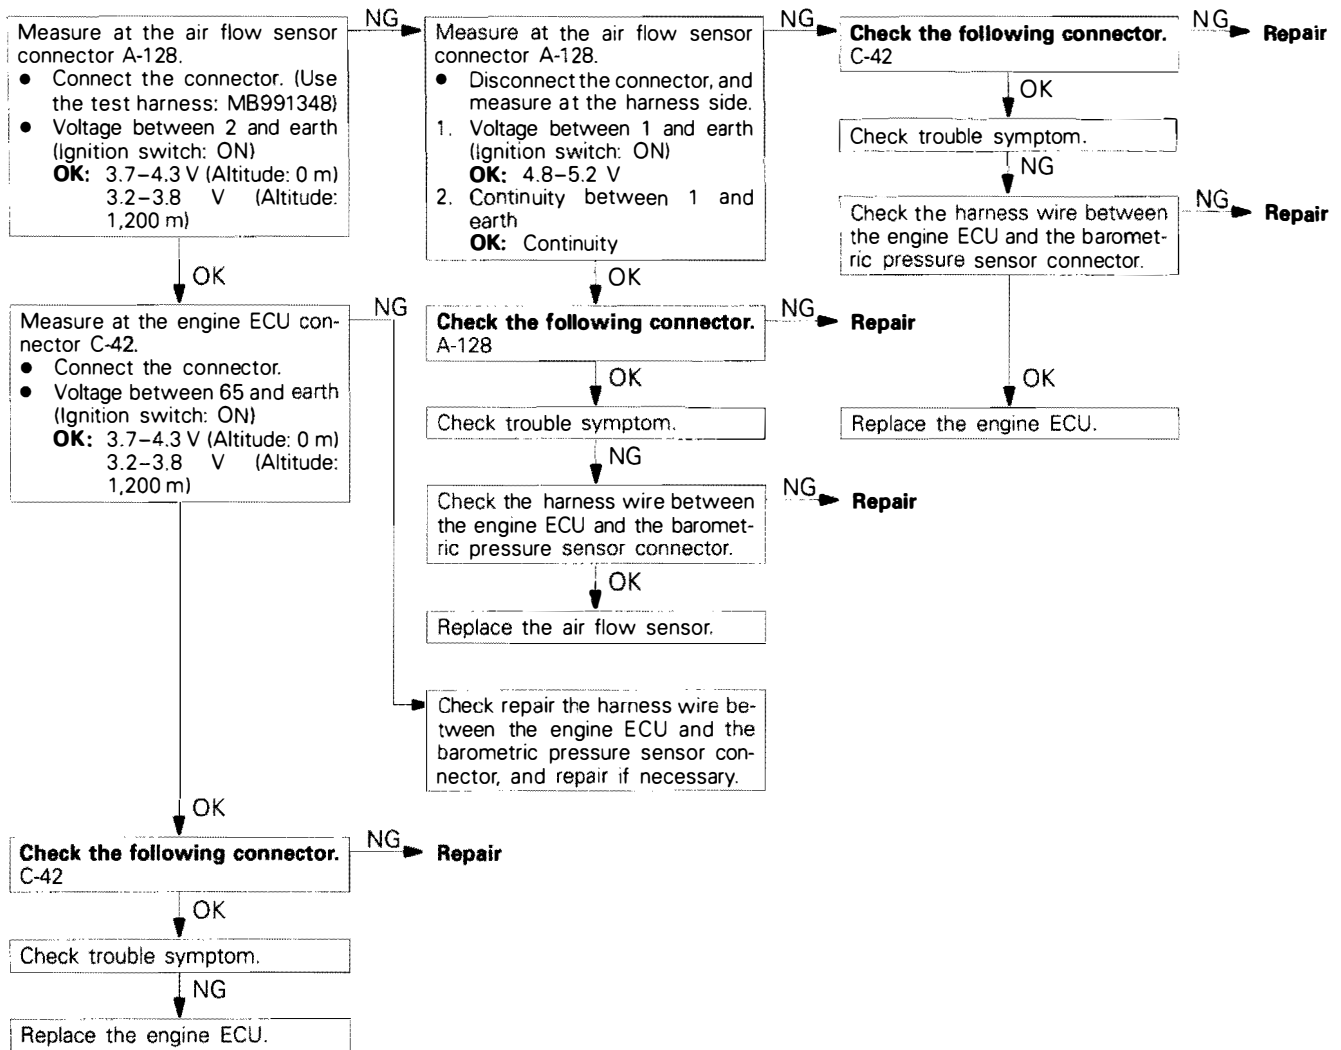 Measure at the air flow sensor
connector A-128.
● Connect the connector. (Use
the test harness: MB991348)
● Voltage between 2 and earth
(Ignition switch: ON)
OK: 3.7–4.3 V (Altitude: 0 m)
3.2–3.8 V (Altitude:
1,200 m)
NG
OK
Measure at the air flow sensor
connector A-128.
● Disconnect the connector, and
measure at the harness side.
1. Voltage between 1 and earth
(Ignition switch: ON)
OK: 4.8–5.2 V
2. Continuity between 1 and
earth
OK: Continuity
NG
OK
Check the following connector.
C-42
NG
Repair
OK
Check trouble symptom.
NG
Check the harness wire between
the engine ECU and the baromet-
ric pressure sensor connector.
NG
Repair
OK
Replace the engine ECU.
Measure at the engine ECU con-
nector C-42.
● Connect the connector.
● Voltage between 65 and earth
(Ignition switch: ON)
OK: 3.7–4.3 V (Altitude: 0 m)
3.2–3.8 V (Altitude:
1,200 m)
NG
OK
Check the following connector.
A-128
NG
Repair
OK
Check trouble symptom.
NG
Check the harness wire between
the engine ECU and the baromet-
ric pressure sensor connector.
NG
Repair
OK
Replace the air flow sensor.
Check repair the harness wire be-
tween the engine ECU and the
barometric pressure sensor con-
nector, and repair if necessary.
Check the following connector.
C-42
NG
Repair
OK
Check trouble symptom.
NG
Replace the engine ECU.